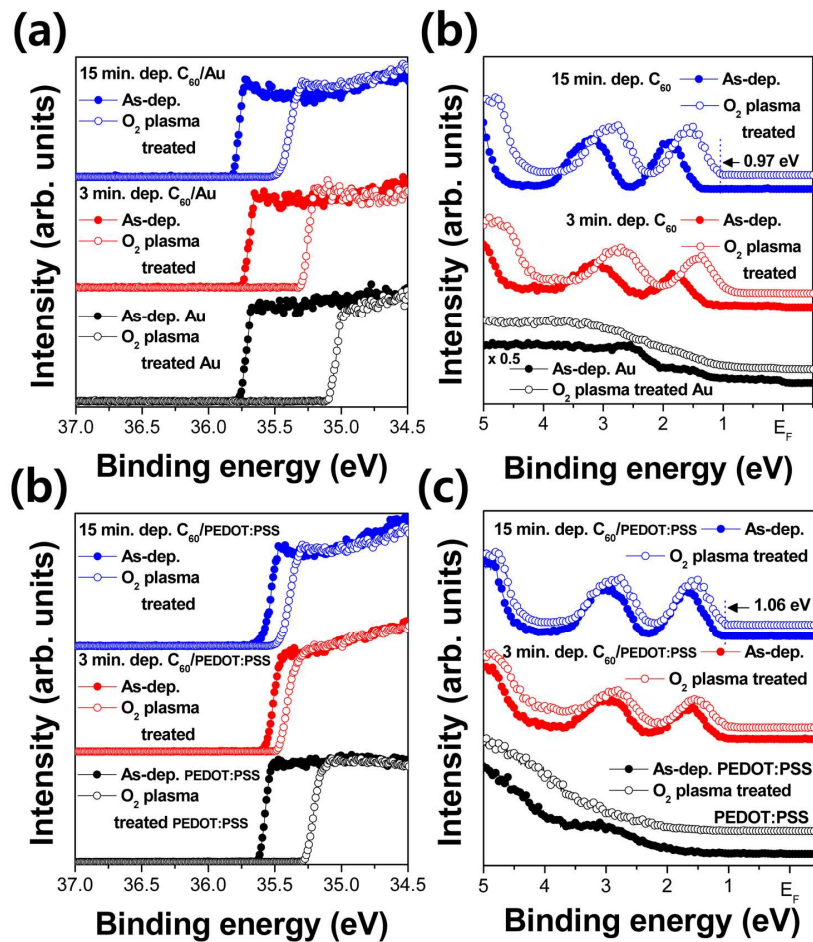 (a)
15 min. dep. C60/Au
As-dep.
O2 plasma
treated
3 min. dep. C60/Au
As-dep.
O2 plasma
treated
As-dep. Au
O2 plasma
treated Au
Intensity (arb. units)
37.0 36.5 36.0 35.5 35.0 34.5
Binding energy (eV)
(b)
15 min. dep. C60
As-dep.
O2 plasma
treated
0.97 eV
3 min. dep. C60
As-dep.
O2 plasma
treated
x 0.5
As-dep. Au
O2 plasma treated Au
Intensity (arb. units)
5 4 3 2 1 EF
Binding energy (eV)
(b)
15 min. dep. C60/PEDOT:PSS
As-dep.
O2 plasma
treated
3 min. dep. C60/PEDOT:PSS
As-dep.
O2 plasma
treated
As-dep. PEDOT:PSS
O2 plasma
treated PEDOT:PSS
Intensity (arb. units)
37.0 36.5 36.0 35.5 35.0 34.5
Binding energy (eV)
(c)
15 min. dep. C60/PEDOT:PSS As-dep.
O2 plasma treated
1.06 eV
3 min. dep. C60/PEDOT:PSS As-dep.
O2 plasma treated
As-dep. PEDOT:PSS
O2 plasma treated
PEDOT:PSS
Intensity (arb. units)
5 4 3 2 1 EF
Binding energy (eV)